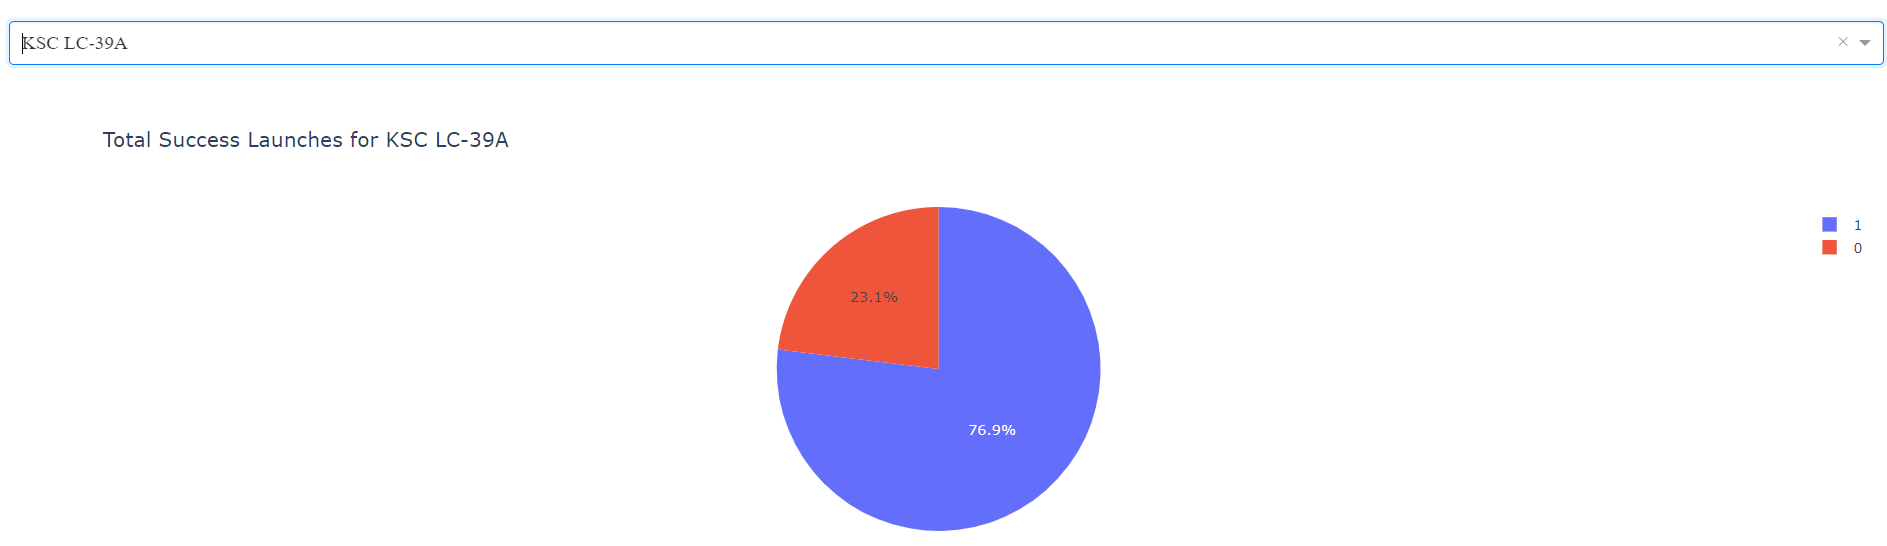 KSC LC-39A
Total Success Launches for KSC LC-39A
1
0
23.1%
76.9%